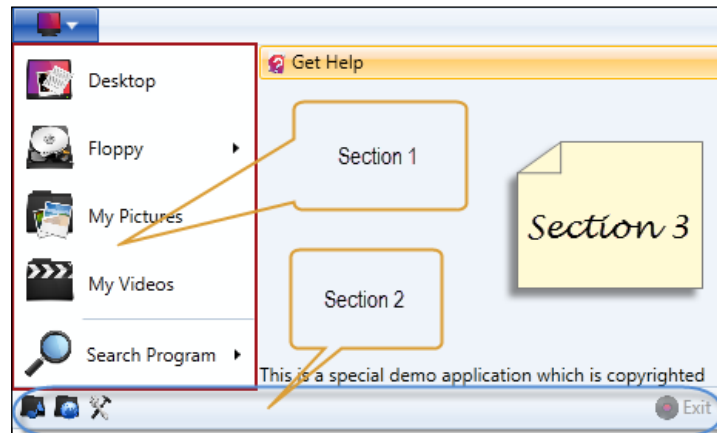 Get Help
Desktop
Floppy
Section 1
My Pictures
Section 3
My Videos
Section 2
Search Program
This is a special demo application which is copyrighted
Exit